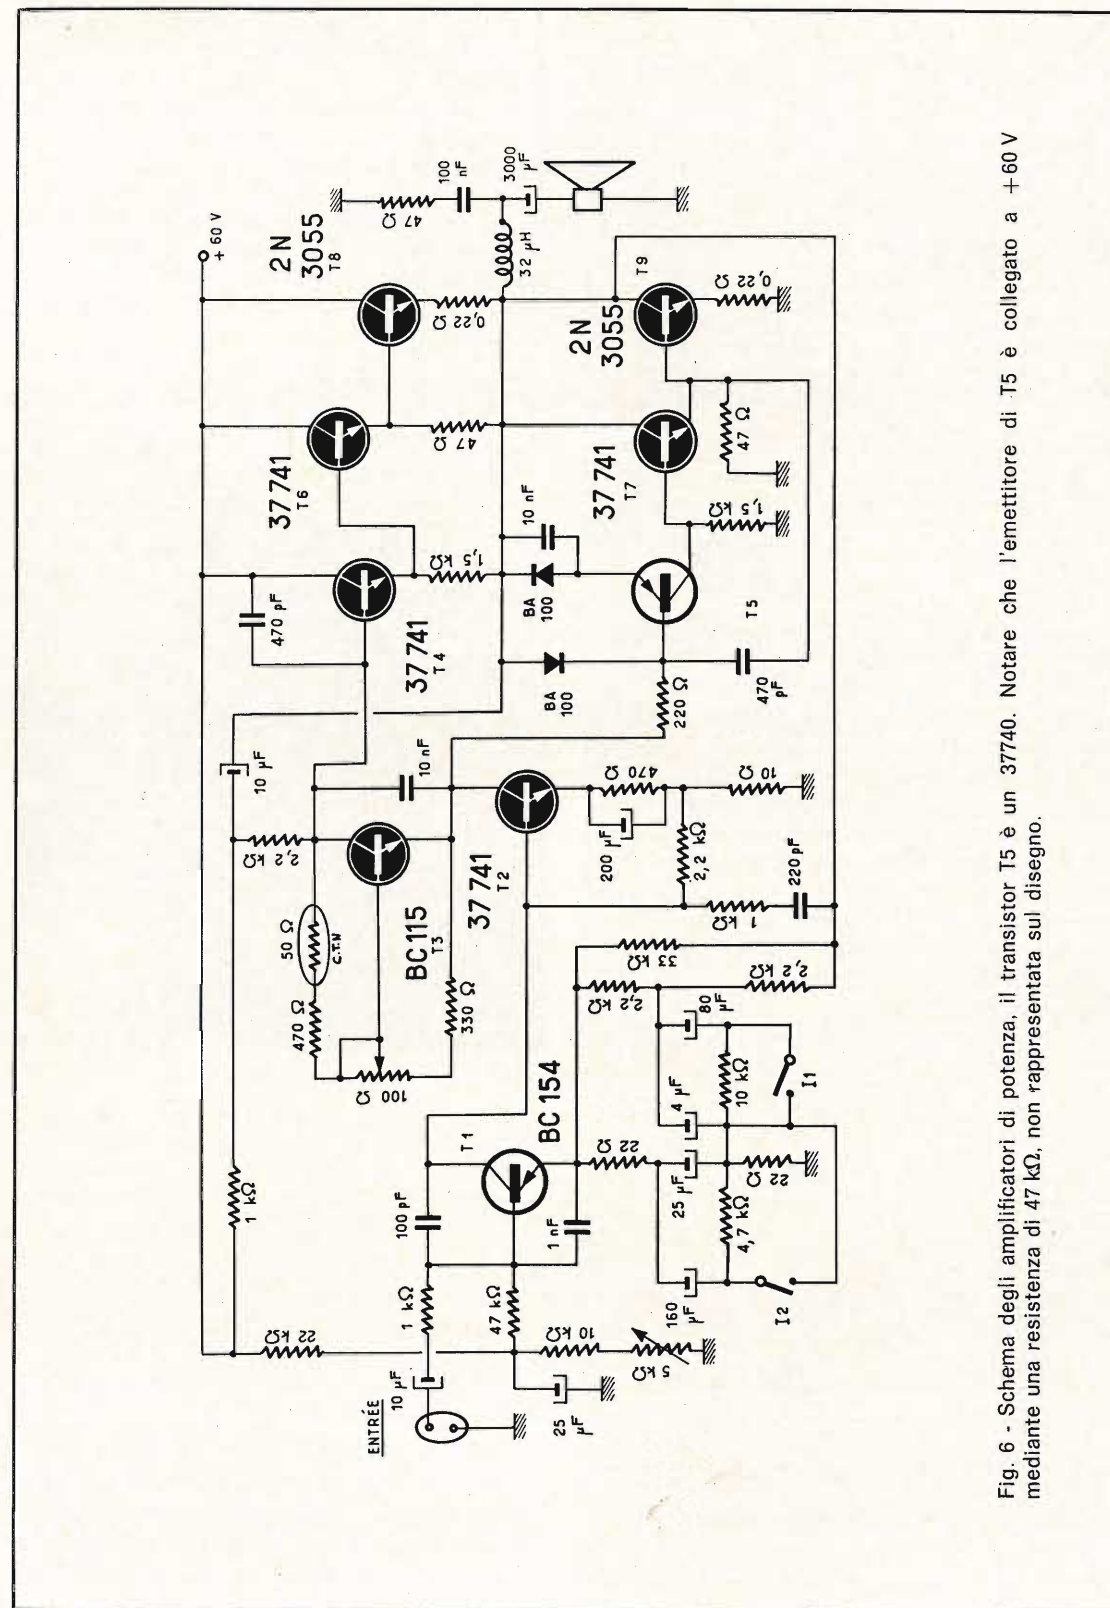 + 60 V
2N
3055
T8
47 Ω
100
nF
3000
μF
32 μH
0,22 Ω
37 741
T6
47 Ω
2N
3055
T9
0,22 Ω
470 pF
37 741
T4
1,5 kΩ
10 nF
BA
100
BA
100
37 741
T7
47 Ω
1,5 kΩ
T5
470
pF
220 Ω
10 μF
2,2 kΩ
10 nF
50 Ω
C.T.N
470 Ω
BC 115
T3
330 Ω
100 Ω
37 741
T2
470 Ω
200 μF
10 Ω
2,2 kΩ
1 kΩ
220 pF
33 kΩ
2,2 kΩ
2,2 kΩ
1 kΩ
T1
BC 154
100 pF
1 nF
22 Ω
80
μF
4 μF
10 kΩ
I1
25 μF
22 Ω
4,7 kΩ
160
μF
I2
22 kΩ
1 kΩ
47 kΩ
10 kΩ
5 kΩ
10 μF
ENTRÉE
25
μF
Fig. 6 - Schema degli amplificatori di potenza, il transistor T5 è un 37740. Notare che l'emettitore di T5 è collegato a +60 V
mediante una resistenza di 47 kΩ, non rappresentata sul disegno.